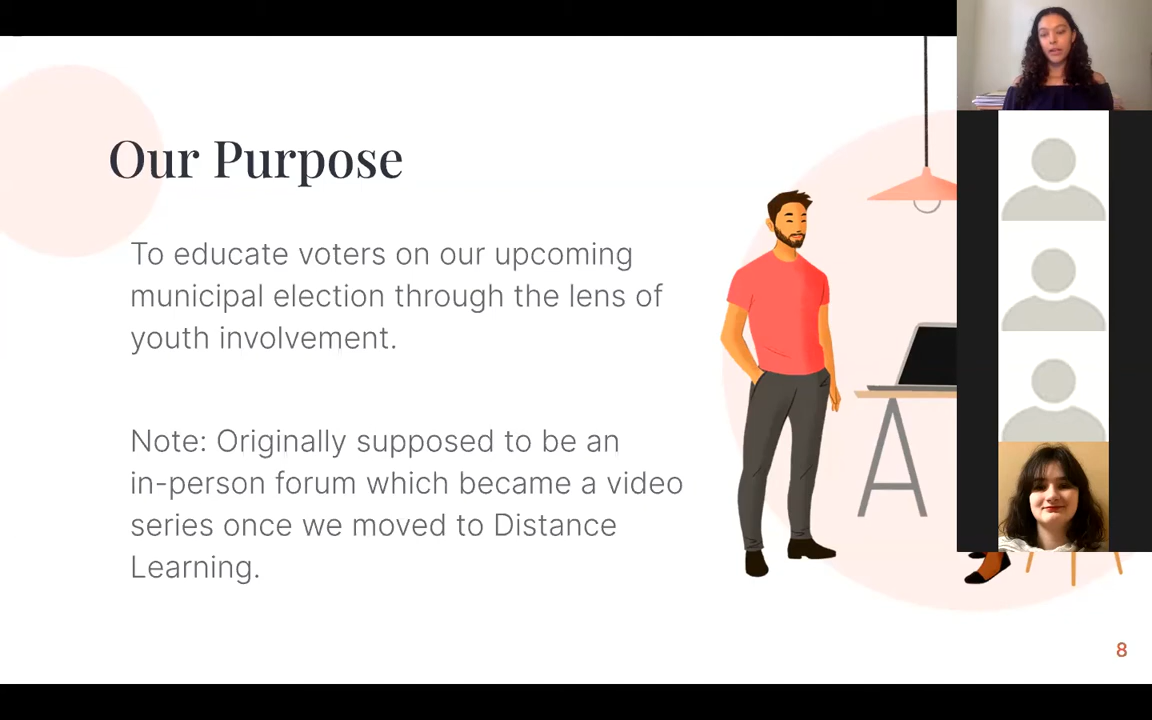 Our Purpose
To educate voters on our upcoming
municipal election through the lens of
youth involvement.
Note: Originally supposed to be an
in-person forum which became a video
series once we moved to Distance
Learning.
8